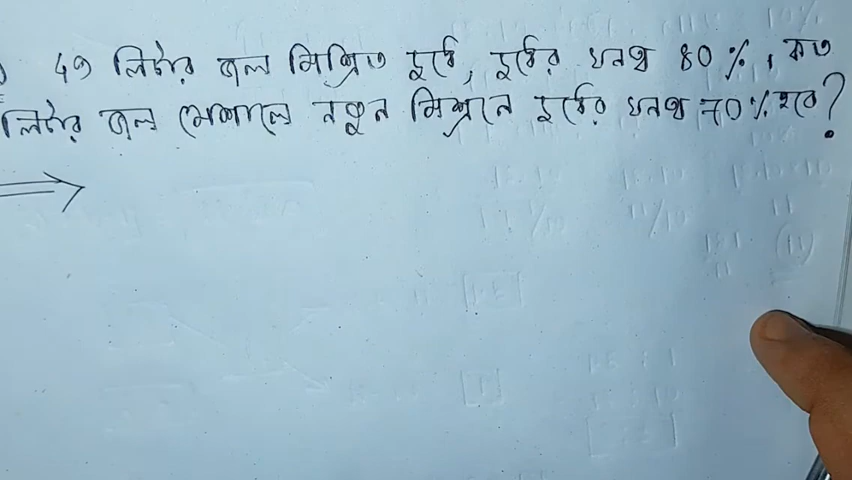 49 লিটার জল মিশ্রিত দুধে, দুধের ঘনত্ব 80%, কত
লিটার জল মেশালে নতুন মিশ্রনে দুধের ঘনত্ব 70% হবে?